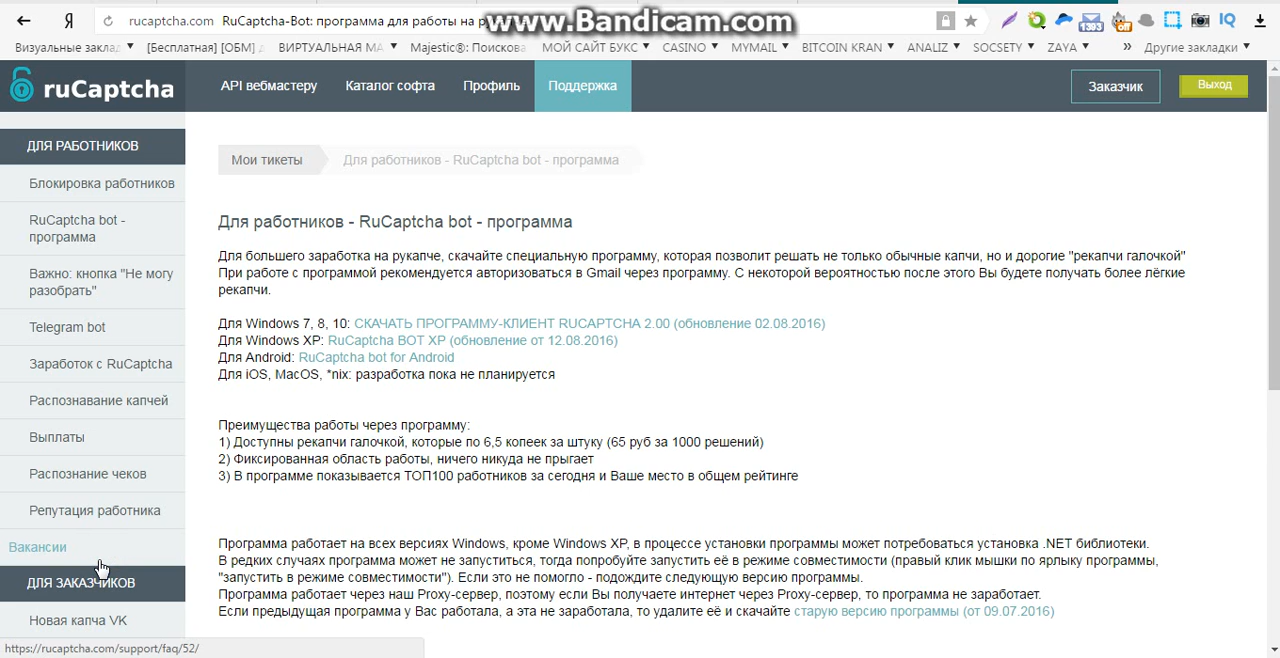 Я
rucaptcha.com RuCaptcha-Bot: программа для работы на
www.Bandicam.com
1393
off
IQ
Визуальные заклад
[Бесплатная] [ОБМ]
ВИРТУАЛЬНАЯ МА
Majestic®: Поискова
МОЙ САЙТ БУКС
CASINO
MYMAIL
BITCOIN KRAN
ANALIZ
SOCSETY
ZAYA
»
Другие закладки
ruCaptcha
API вебмастеру
Каталог софта
Профиль
Поддержка
Заказчик
Выход
ДЛЯ РАБОТНИКОВ
Блокировка работников
RuCaptcha bot -
программа
Важно: кнопка "Не могу
разобрать"
Telegram bot
Заработок с RuCaptcha
Распознавание капчей
Выплаты
Распознание чеков
Репутация работника
Вакансии
ДЛЯ ЗАКАЗЧИКОВ
Новая капча VK
https://rucaptcha.com/support/faq/52/
Мои тикеты
Для работников - RuCaptcha bot - программа
Для работников - RuCaptcha bot - программа
Для большего заработка на рукапче, скачайте специальную программу, которая позволит решать не только обычные капчи, но и дорогие "рекапчи галочкой"
При работе с программой рекомендуется авторизоваться в Gmail через программу. С некоторой вероятностью после этого Вы будете получать более лёгкие
рекапчи.
Для Windows 7, 8, 10: СКАЧАТЬ ПРОГРАММУ-КЛИЕНТ RUCAPTCHA 2.00 (обновление 02.08.2016)
Для Windows XP: RuCaptcha BOT XP (обновление от 12.08.2016)
Для Android: RuCaptcha bot for Android
Для iOS, MacOS, *nix: разработка пока не планируется
Преимущества работы через программу:
1) Доступны рекапчи галочкой, которые по 6,5 копеек за штуку (65 руб за 1000 решений)
2) Фиксированная область работы, ничего никуда не прыгает
3) В программе показывается ТОП100 работников за сегодня и Ваше место в общем рейтинге
Программа работает на всех версиях Windows, кроме Windows XP, в процессе установки программы может потребоваться установка .NET библиотеки.
В редких случаях программа может не запуститься, тогда попробуйте запустить её в режиме совместимости (правый клик мышки по ярлыку программы,
"запустить в режиме совместимости"). Если это не помогло - подождите следующую версию программы.
Программа работает через наш Proxy-сервер, поэтому если Вы получаете интернет через Proxy-сервер, то программа не заработает.
Если предыдущая программа у Вас работала, а эта не заработала, то удалите её и скачайте старую версию программы (от 09.07.2016)